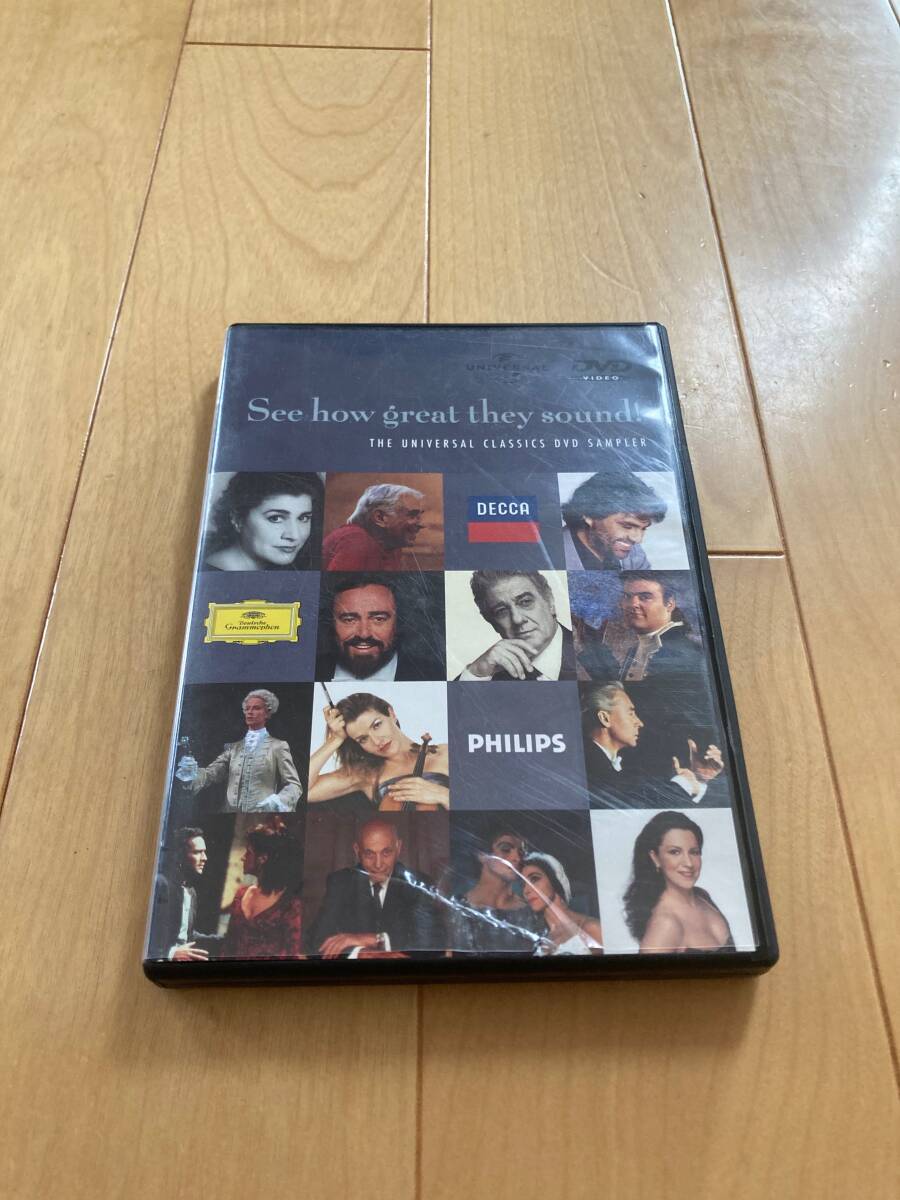 UNIVERSAL
DVD
VIDEO
See how great they sound!
THE UNIVERSAL CLASSICS DVD SAMPLER
DECCA
Deutsche
Grammophon
PHILIPS